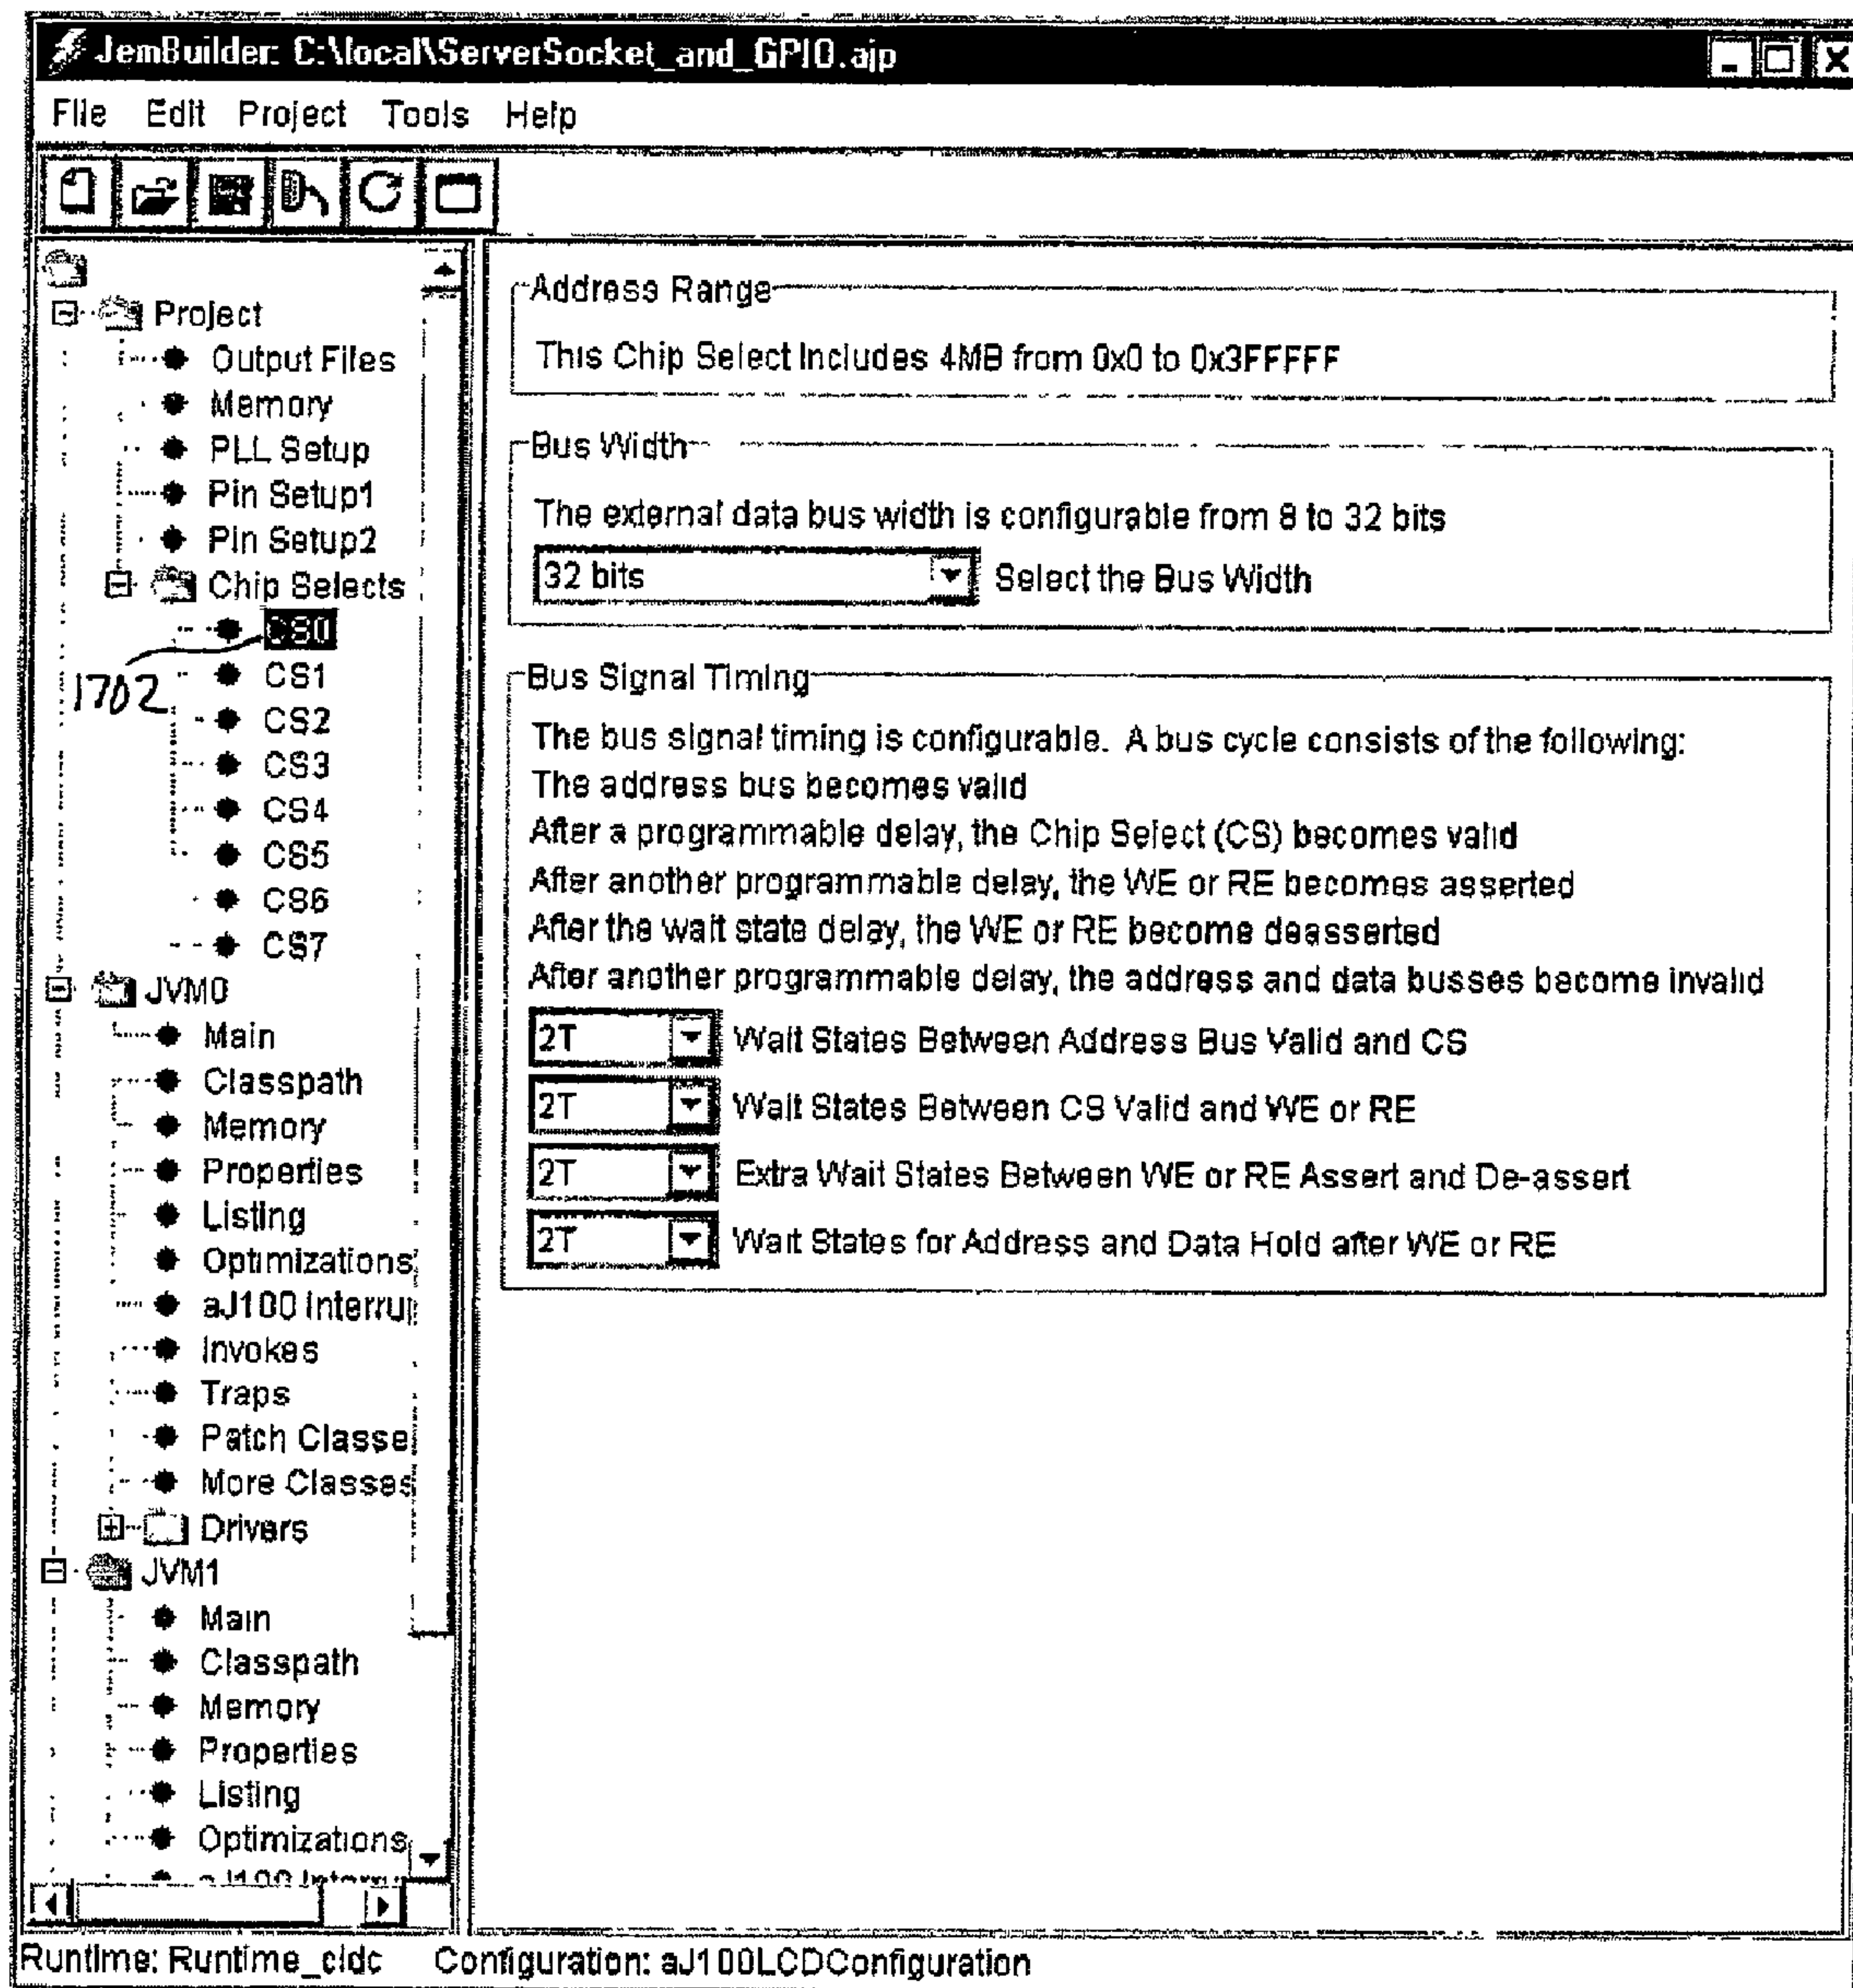 JemBuilder: C:\local\ServerSocket_and_GPIO.ajp
File Edit Project Tools Help
Project
Output Files
Memory
PLL Setup
Pin Setup1
Pin Setup2
Chip Selects
CS0
1702
CS1
CS2
CS3
CS4
CS5
CS6
CS7
JVM0
Main
Classpath
Memory
Properties
Listing
Optimizations
aJ100 Interrup
Invokes
Traps
Patch Classe
More Classes
Drivers
JVM1
Main
Classpath
Memory
Properties
Listing
Optimizations
Address Range
This Chip Select Includes 4MB from 0x0 to 0x3FFFFF
Bus Width
The external data bus width is configurable from 8 to 32 bits
32 bits Select the Bus Width
Bus Signal Timing
The bus signal timing is configurable. A bus cycle consists of the following:
The address bus becomes valid
After a programmable delay, the Chip Select (CS) becomes valid
After another programmable delay, the WE or RE becomes asserted
After the wait state delay, the WE or RE become deasserted
After another programmable delay, the address and data busses become invalid
2T Wait States Between Address Bus Valid and CS
2T Wait States Between CS Valid and WE or RE
2T Extra Wait States Between WE or RE Assert and De-assert
2T Wait States for Address and Data Hold after WE or RE
Runtime: Runtime_cldc Configuration: aJ100LCDConfiguration